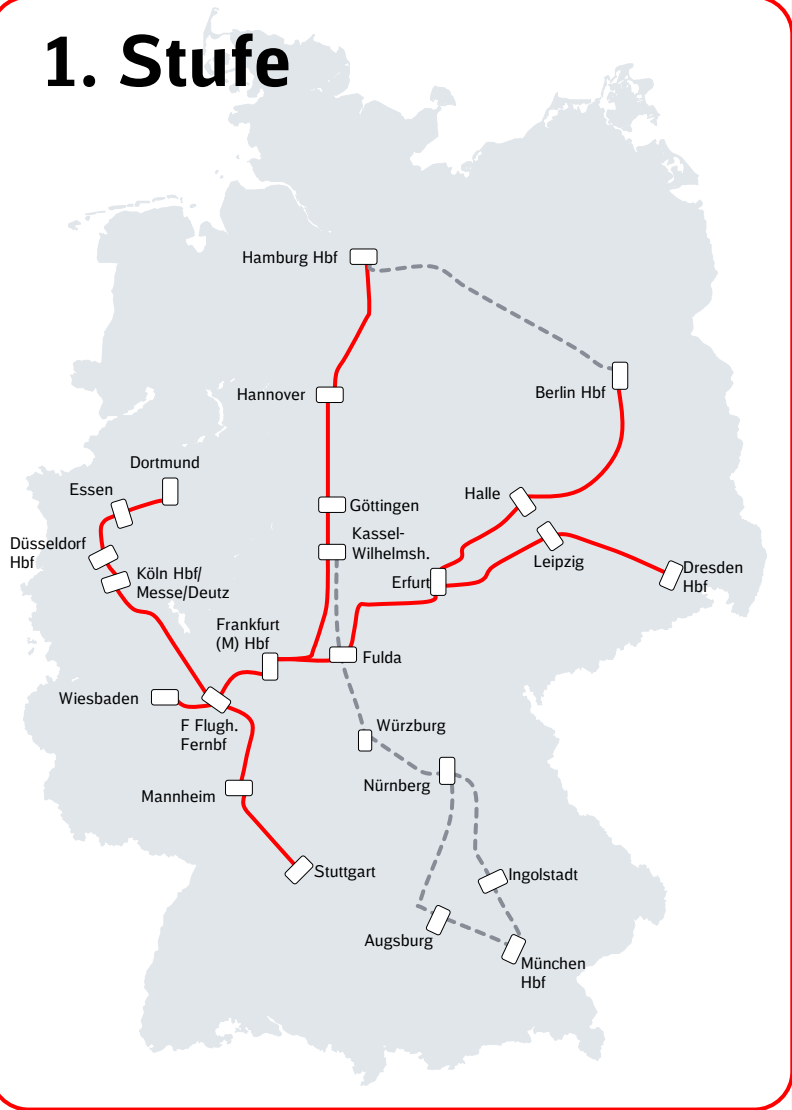 1. Stufe
Hamburg Hbf
Berlin Hbf
Hannover
Dortmund
Essen
Halle
Göttingen
Düsseldorf
Hbf
Kassel-
Wilhelmsh.
Leipzig
Köln Hbf/
Messe/Deutz
Erfurt
Dresden
Hbf
Frankfurt
(M) Hbf
Fulda
Wiesbaden
F Flugh.
Fernbf
Würzburg
Nürnberg
Mannheim
Stuttgart
Ingolstadt
Augsburg
München
Hbf